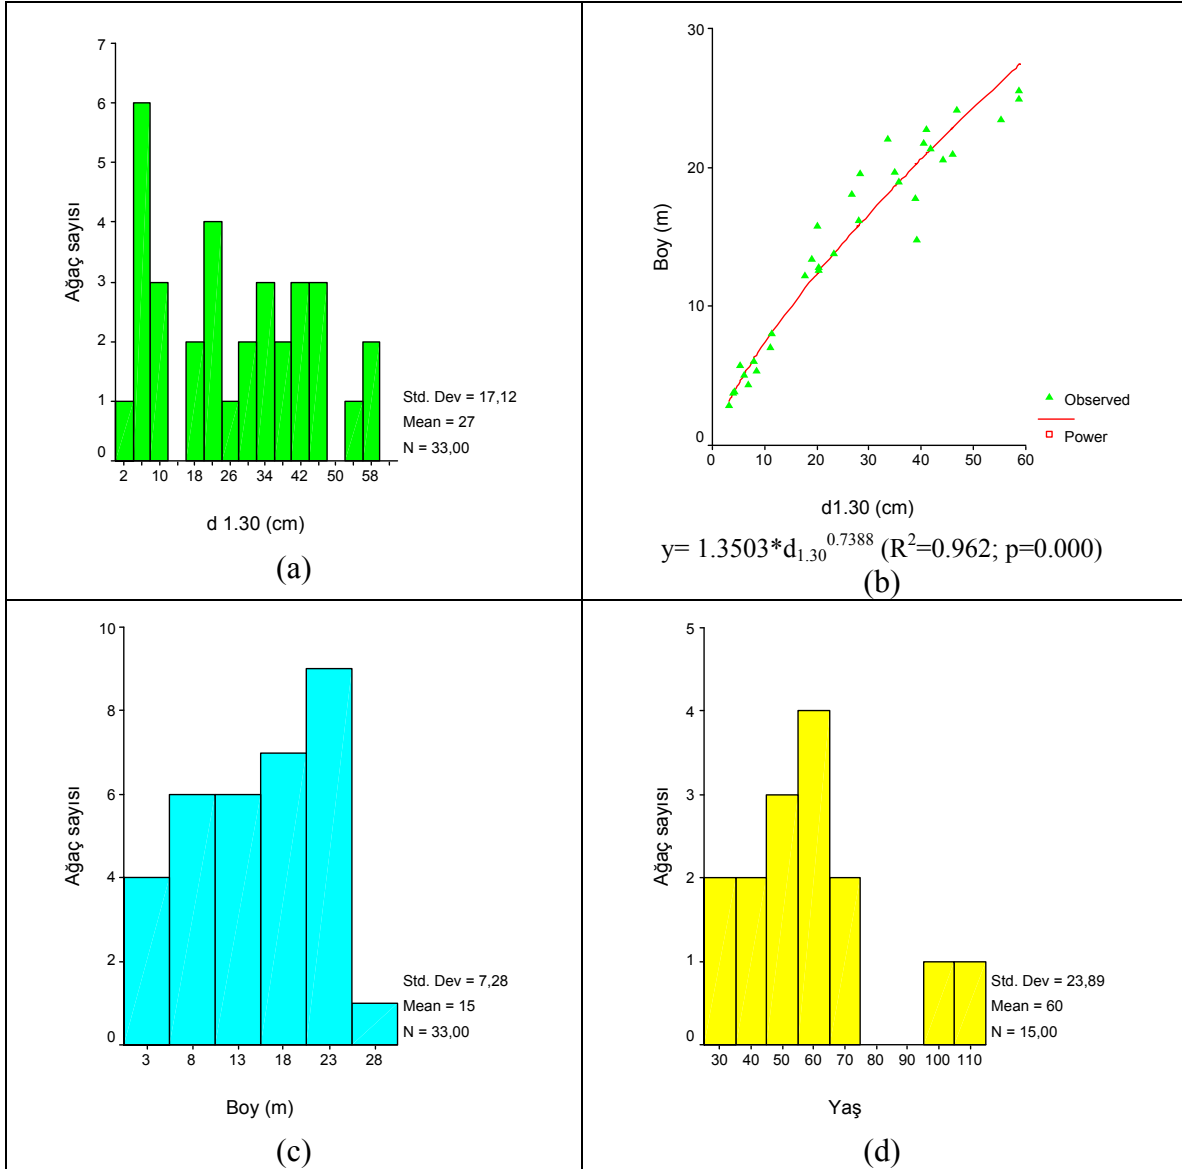 7
6
5
4
3
2
1
0
Ağaç sayısı
2 10 18 26 34 42 50 58
d 1.30 (cm)
Std. Dev = 17,12
Mean = 27
N = 33,00
(a)
m
30
20
10
0
Boy (m)
0 10 20 30 40 50 60
d1.30 (cm)
Observed
Power
y= 1.3503*d1.30^0.7388 (R²=0.962; p=0.000)
(b)
10
8
6
4
2
0
Ağaç sayısı
3 8 13 18 23 28
Boy (m)
Std. Dev = 7,28
Mean = 15
N = 33,00
(c)
5
4
3
2
1
0
Ağaç sayısı
30 40 50 60 70 80 90 100 110
Yaş
Std. Dev = 23,89
Mean = 60
N = 15,00
(d)